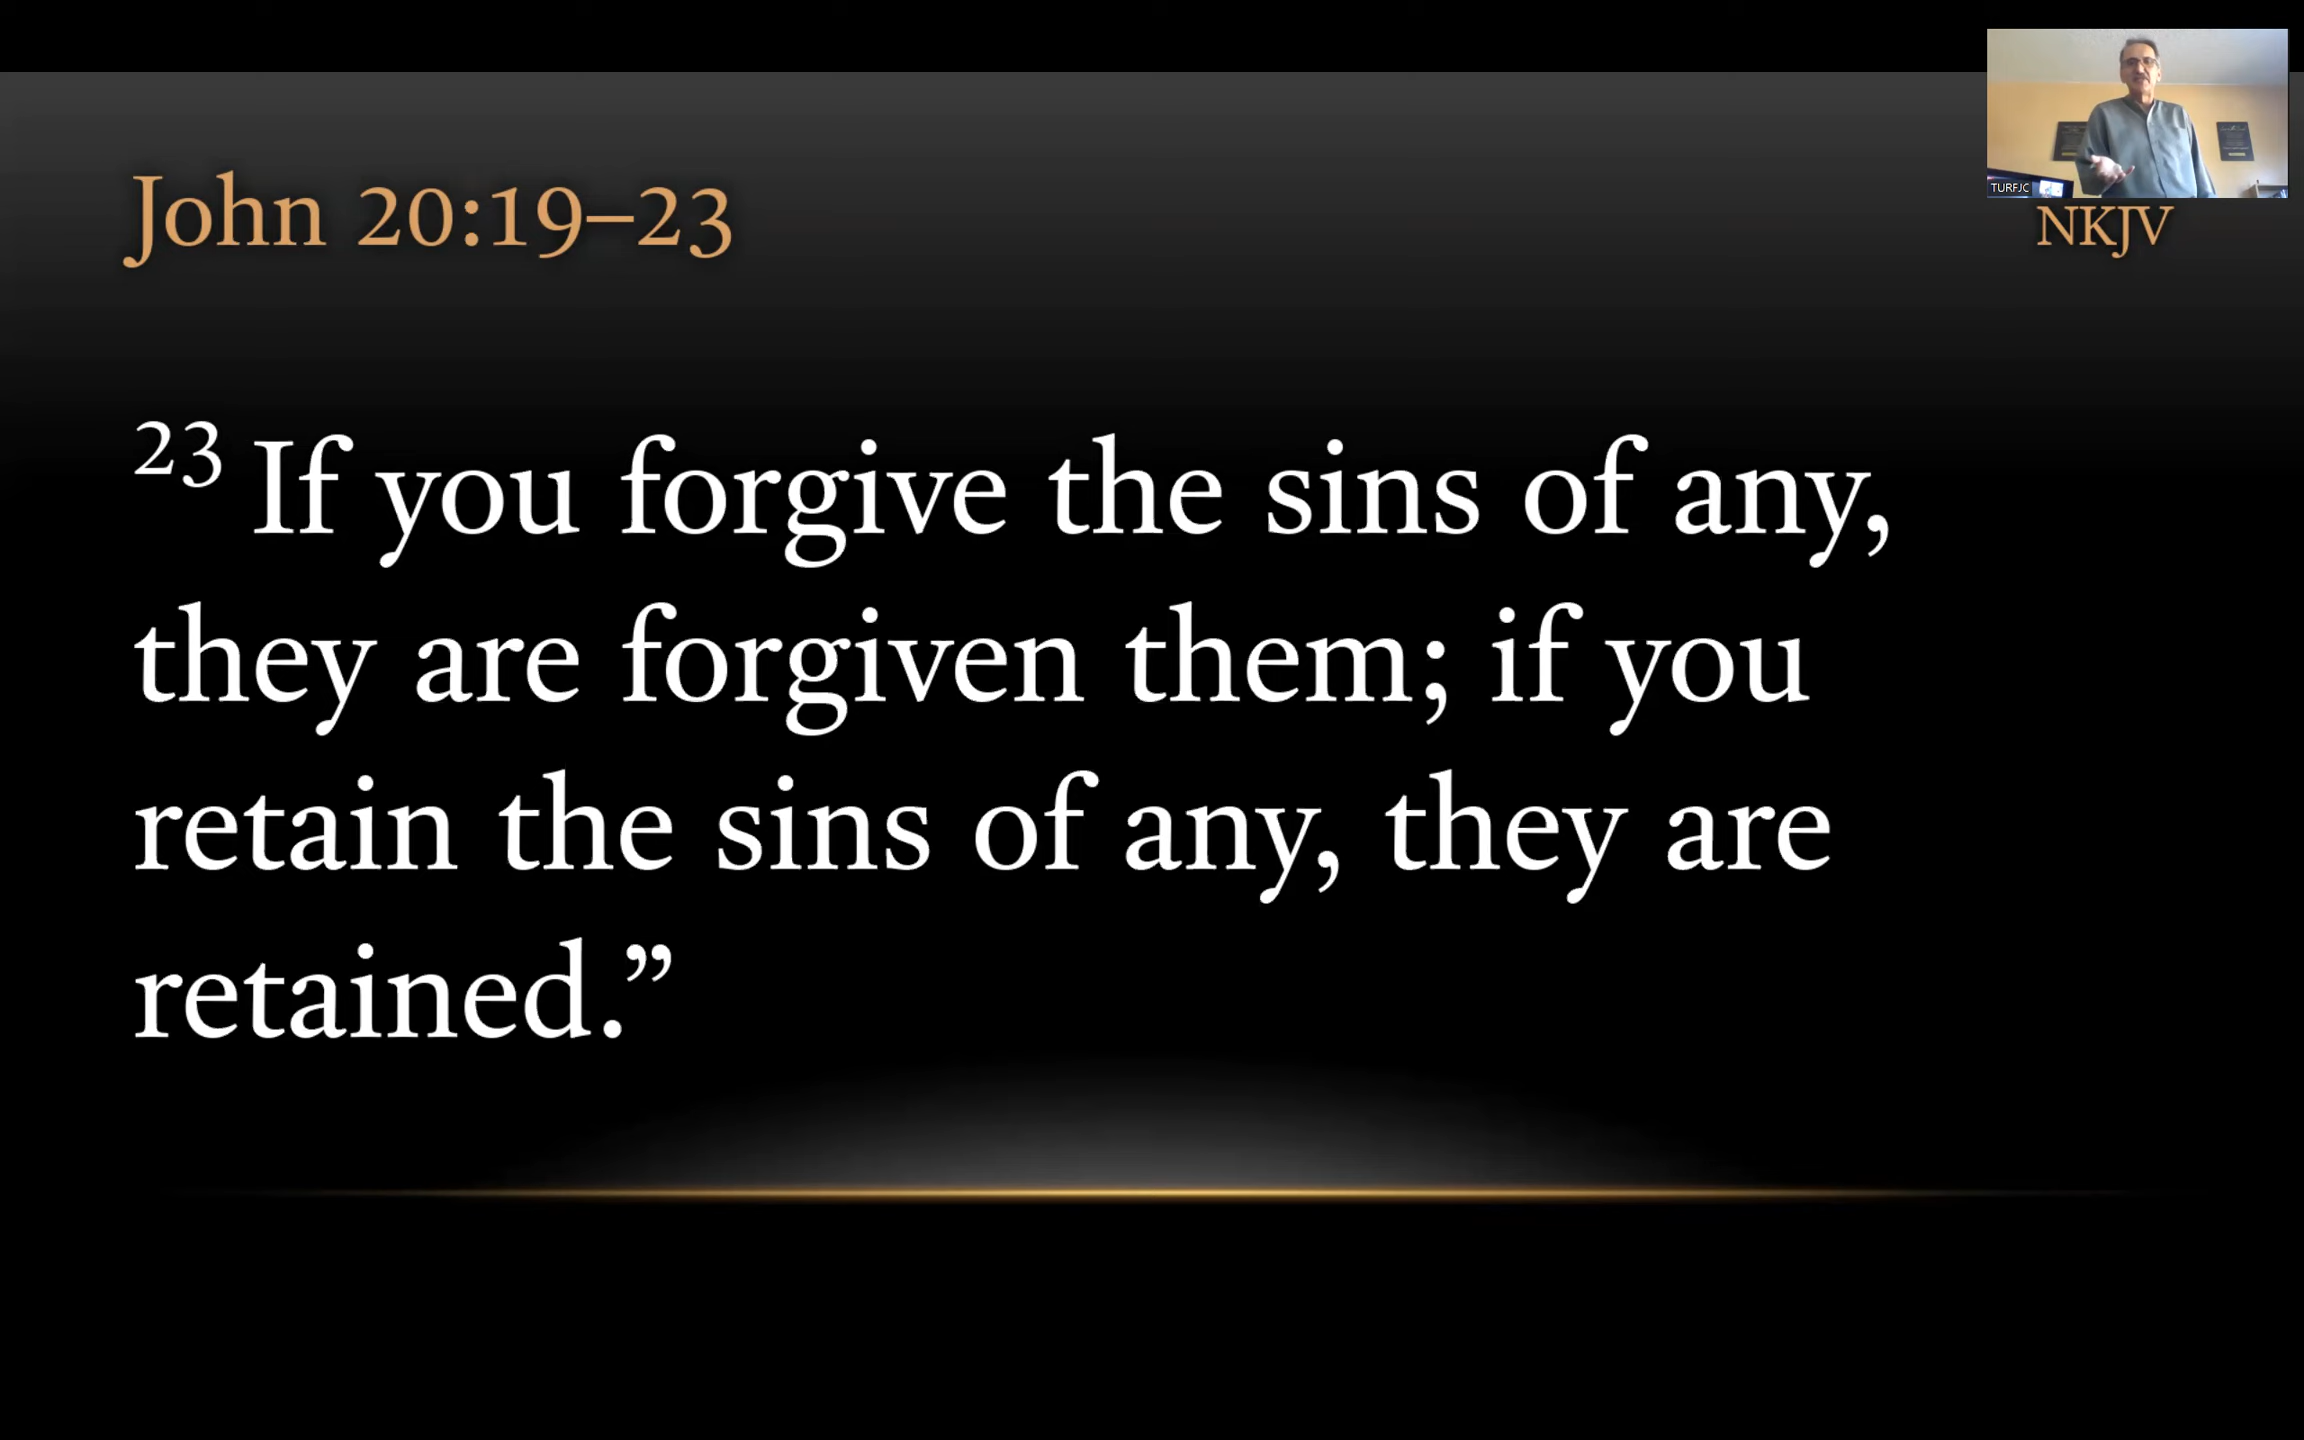 TURFJC
John 20:19–23
NKJV
23 If you forgive the sins of any,
they are forgiven them; if you
retain the sins of any, they are
retained.”